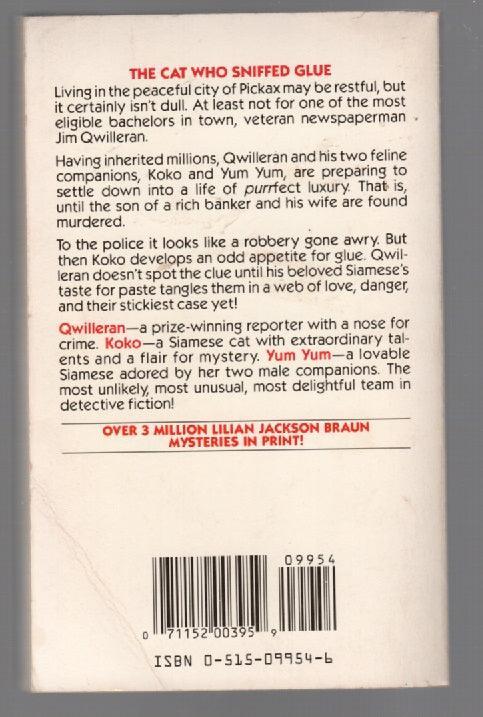 THE CAT WHO SNIFFED GLUE
Living in the peaceful city of Pickax may be restful, but
it certainly isn't dull. At least not for one of the most
eligible bachelors in town, veteran newspaperman
Jim Qwilleran.
Having inherited millions, Qwilleran and his two feline
companions, Koko and Yum Yum, are preparing to
settle down into a life of purrfect luxury. That is,
until the son of a rich banker and his wife are found
murdered.
To the police it looks like a robbery gone awry. But
then Koko develops an odd appetite for glue. Qwil-
leran doesn't spot the clue until his beloved Siamese's
taste for paste tangles them in a web of love, danger,
and their stickiest case yet!
Qwilleran—a prize-winning reporter with a nose for
crime. Koko—a Siamese cat with extraordinary tal-
ents and a flair for mystery. Yum Yum—a lovable
Siamese adored by her two male companions. The
most unlikely, most unusual, most delightful team in
detective fiction!
OVER 3 MILLION LILIAN JACKSON BRAUN
MYSTERIES IN PRINT!
09954
0 71152 00395 9
ISBN 0-515-09954-6